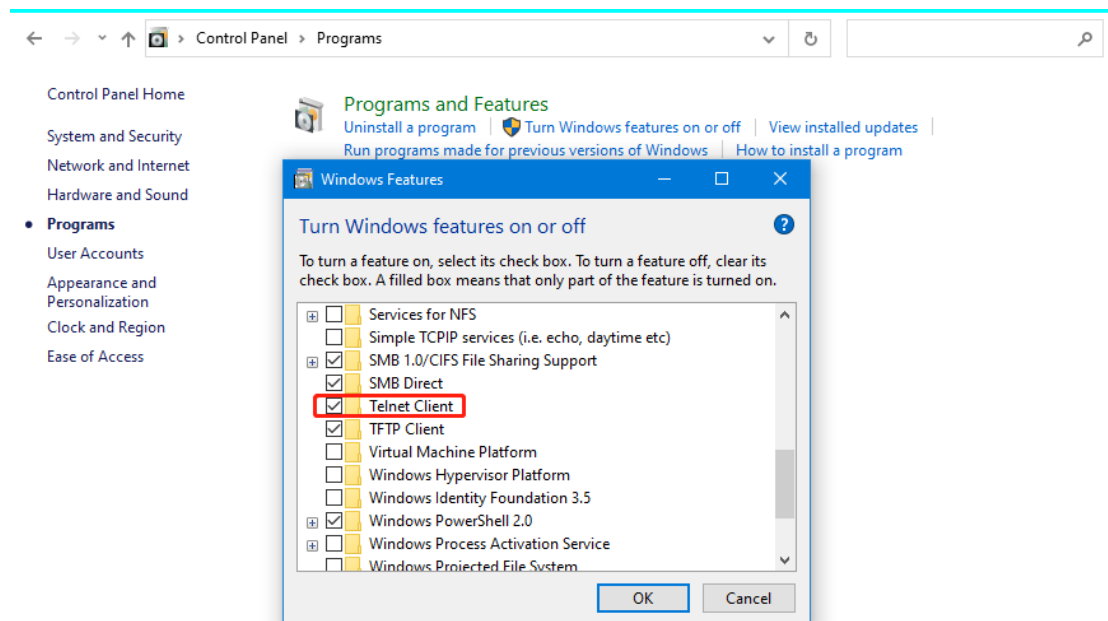 Control Panel > Programs
Control Panel Home
System and Security
Network and Internet
Hardware and Sound
Programs
User Accounts
Appearance and
Personalization
Clock and Region
Ease of Access
Programs and Features
Uninstall a program
Turn Windows features on or off
View installed updates
Run programs made for previous versions of Windows
How to install a program
Windows Features
Turn Windows features on or off
To turn a feature on, select its check box. To turn a feature off, clear its
check box. A filled box means that only part of the feature is turned on.
Services for NFS
Simple TCPIP services (i.e. echo, daytime etc)
SMB 1.0/CIFS File Sharing Support
SMB Direct
Telnet Client
TFTP Client
Virtual Machine Platform
Windows Hypervisor Platform
Windows Identity Foundation 3.5
Windows PowerShell 2.0
Windows Process Activation Service
Windows Projected File System
OK
Cancel